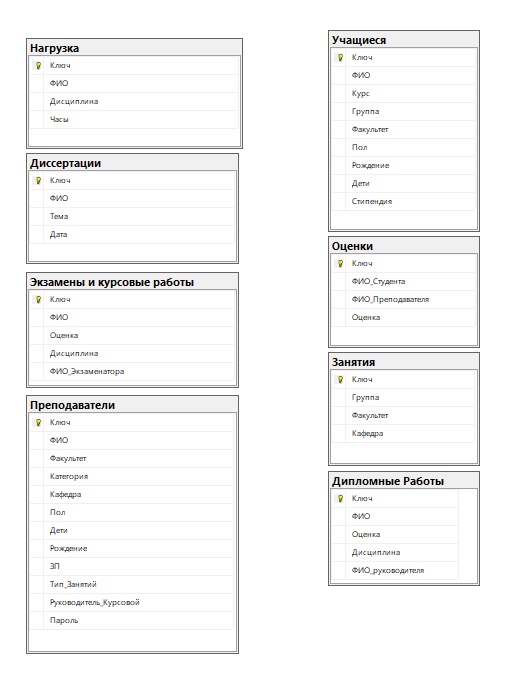 Нагрузка
Ключ
ФИО
Дисциплина
Часы
Диссертации
Ключ
ФИО
Тема
Дата
Экзамены и курсовые работы
Ключ
ФИО
Оценка
Дисциплина
ФИО_Экзаменатора
Преподаватели
Ключ
ФИО
Факультет
Категория
Кафедра
Пол
Дети
Рождение
ЗП
Тип_Занятий
Руководитель_Курсовой
Пароль
Учащиеся
Ключ
ФИО
Курс
Группа
Факультет
Пол
Рождение
Дети
Стипендия
Оценки
Ключ
ФИО_Студента
ФИО_Преподавателя
Оценка
Занятия
Ключ
Группа
Факультет
Кафедра
Дипломные Работы
Ключ
ФИО
Оценка
Дисциплина
ФИО_руководителя